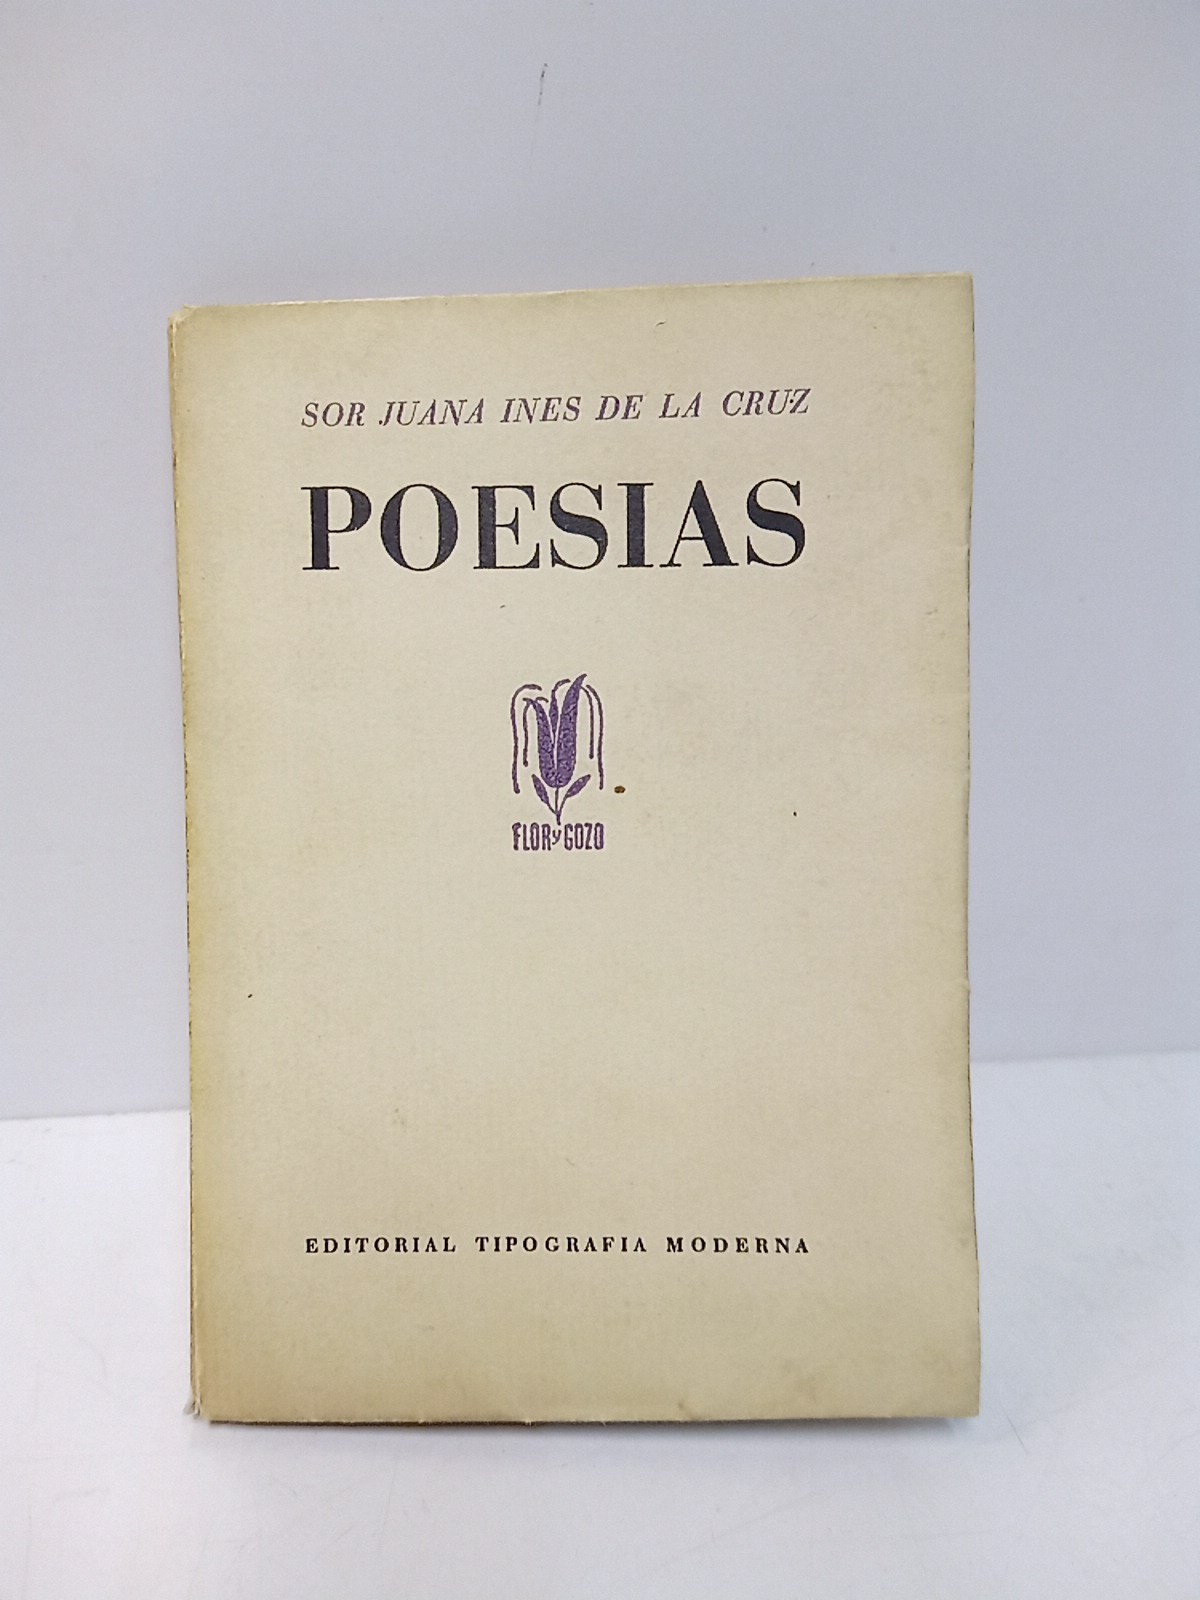 SOR JUANA INES DE LA CRUZ
POESIAS
FLOR y GOZO
EDITORIAL TIPOGRAFIA MODERNA